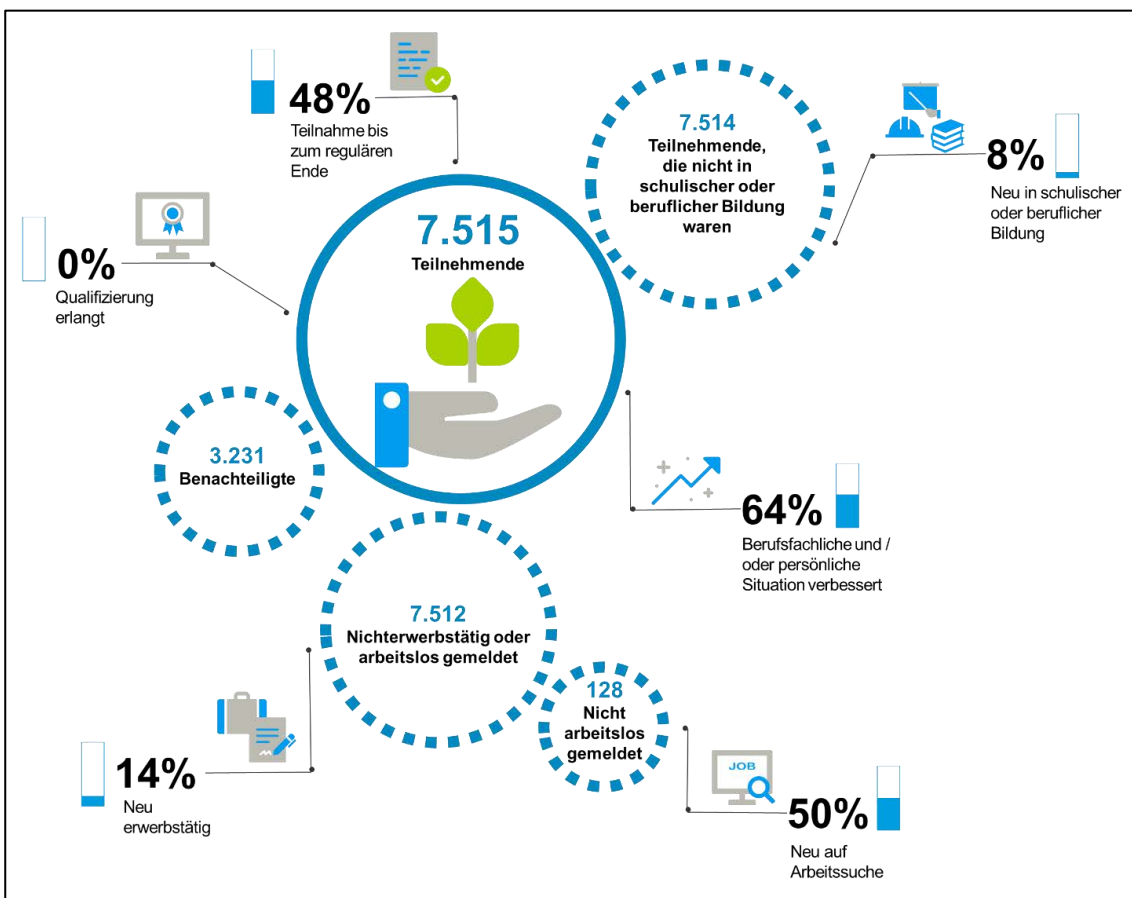 48%
Teilnahme bis
zum regulären
Ende
7.514
Teilnehmende,
die nicht in
schulischer oder
beruflicher Bildung
waren
8%
Neu in schulischer
oder beruflicher
Bildung
7.515
Teilnehmende
0%
Qualifizierung
erlangt
3.231
Benachteiligte
64%
Berufsfachliche und /
oder persönliche
Situation verbessert
7.512
Nichterwerbstätig oder
arbeitslos gemeldet
128
Nicht
arbeitslos
gemeldet
14%
Neu
erwerbstätig
JOB
50%
Neu auf
Arbeitssuche